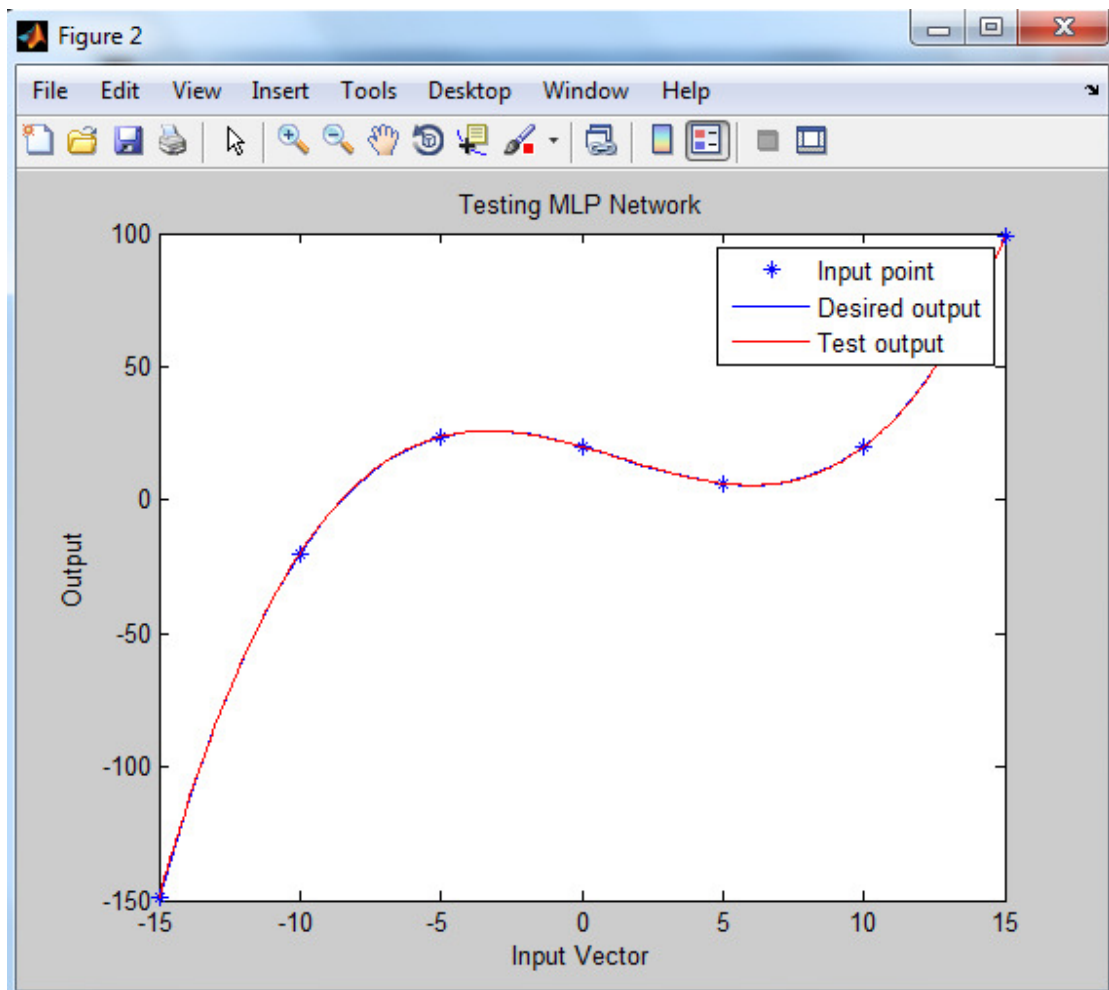 Figure 2
File Edit View Insert Tools Desktop Window Help
Testing MLP Network
100
50
0
-50
-100
-150
Output
Input point
Desired output
Test output
-15 -10 -5 0 5 10 15
Input Vector